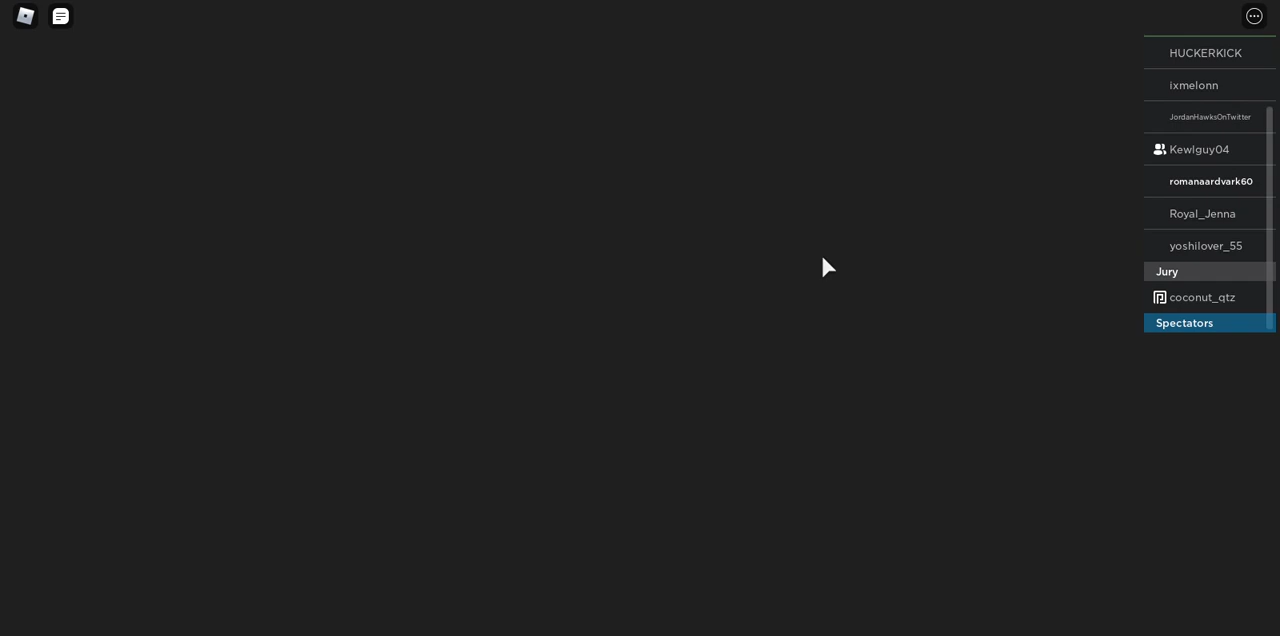 HUCKERKICK
ixmelonn
JordanHawksOnTwitter
Kewlguy04
romanaardvark60
Royal_Jenna
yoshilover_55
Jury
coconut_qtz
Spectators